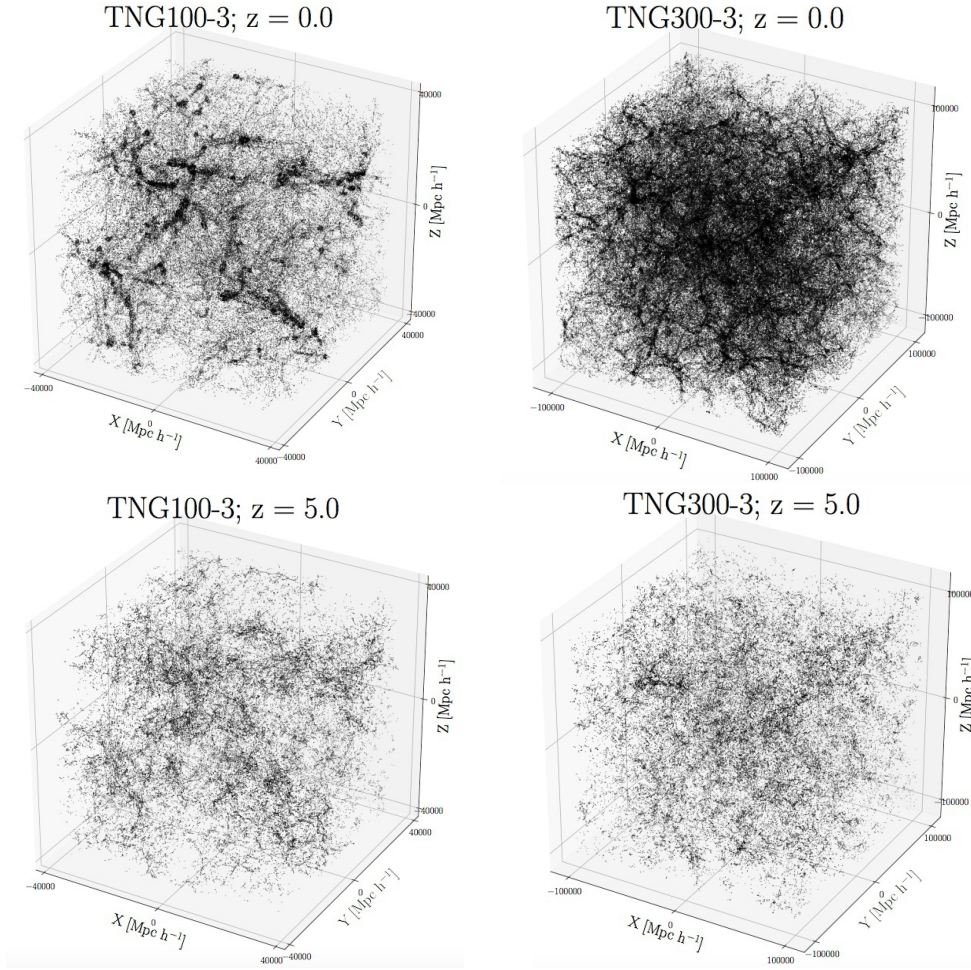 TNG100-3; z = 0.0
40000
Z [Mpc h⁻¹]
0
−40000
40000
0
Y [Mpc h⁻¹]
−40000
−40000
0
X [Mpc h⁻¹]
40000
TNG300-3; z = 0.0
100000
Z [Mpc h⁻¹]
0
−100000
100000
0
Y [Mpc h⁻¹]
−100000
−100000
0
X [Mpc h⁻¹]
100000
TNG100-3; z = 5.0
40000
Z [Mpc h⁻¹]
0
−40000
40000
0
Y [Mpc h⁻¹]
−40000
−40000
0
X [Mpc h⁻¹]
40000
TNG300-3; z = 5.0
100000
Z [Mpc h⁻¹]
0
−100000
100000
0
Y [Mpc h⁻¹]
−100000
−100000
0
X [Mpc h⁻¹]
100000